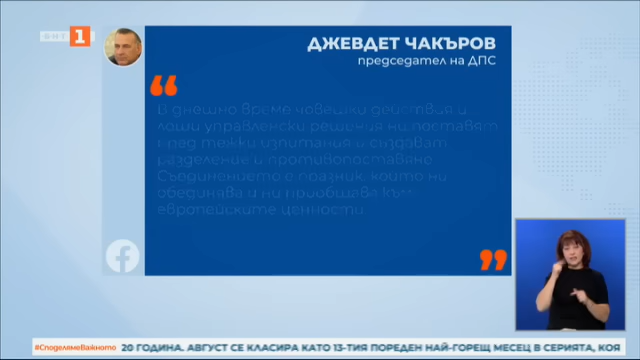 БНТ 1
ДЖЕВДЕТ ЧАКЪРОВ
председател на ДПС
В днешно време човешки действия и
лоши управленски решения ни поставят
пред тежки изпитания и създават
разделение и противопоставяне
Съединението е празник, който ни
обединява и ни приобщава към
европейските ценности
#СподелямеВажното
20 ГОДИНА. АВГУСТ СЕ КЛАСИРА КАТО 13-ТИЯ ПОРЕДЕН НАЙ-ГОРЕЩ МЕСЕЦ В СЕРИЯТА, КОЯ